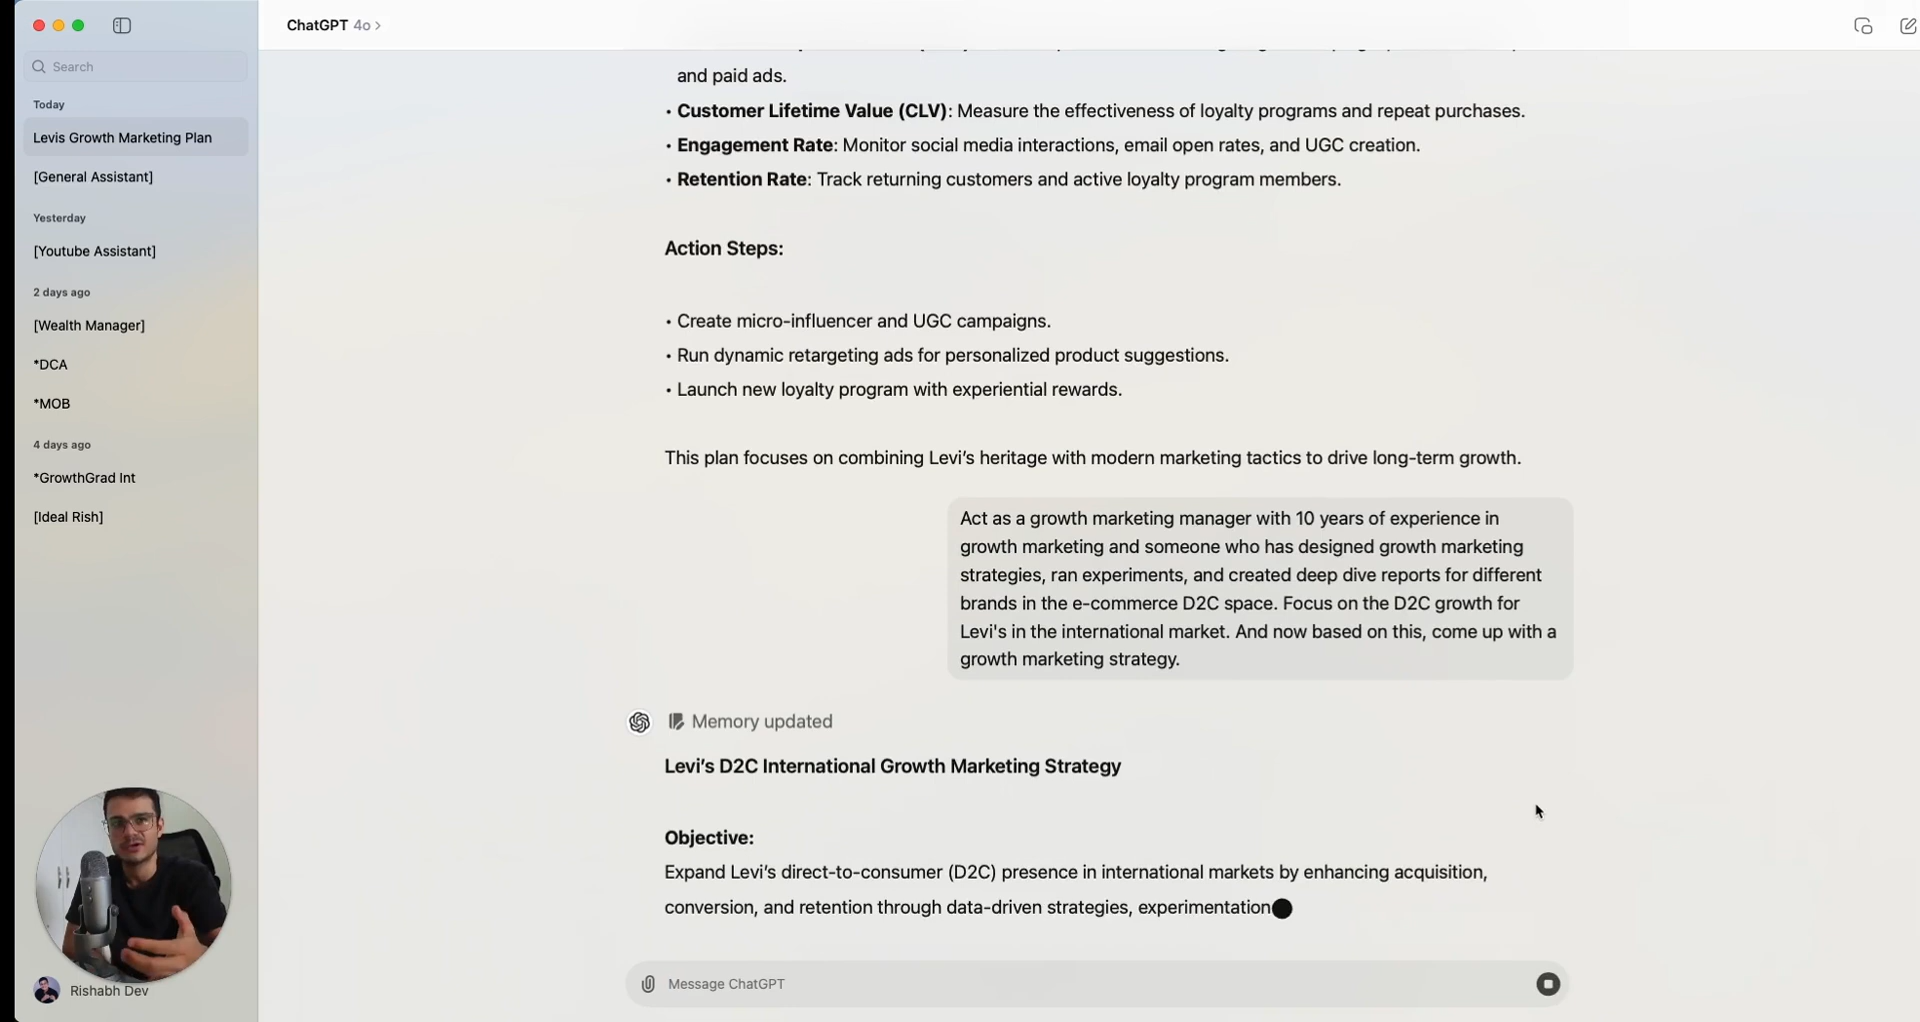 ChatGPT 4o >
Search
Today
Levis Growth Marketing Plan
[General Assistant]
Yesterday
[Youtube Assistant]
2 days ago
[Wealth Manager]
*DCA
*MOB
4 days ago
*GrowthGrad Int
[Ideal Rish]
Rishabh Dev
and paid ads.
• Customer Lifetime Value (CLV): Measure the effectiveness of loyalty programs and repeat purchases.
• Engagement Rate: Monitor social media interactions, email open rates, and UGC creation.
• Retention Rate: Track returning customers and active loyalty program members.
Action Steps:
• Create micro-influencer and UGC campaigns.
• Run dynamic retargeting ads for personalized product suggestions.
• Launch new loyalty program with experiential rewards.
This plan focuses on combining Levi’s heritage with modern marketing tactics to drive long-term growth.
Act as a growth marketing manager with 10 years of experience in
growth marketing and someone who has designed growth marketing
strategies, ran experiments, and created deep dive reports for different
brands in the e-commerce D2C space. Focus on the D2C growth for
Levi's in the international market. And now based on this, come up with a
growth marketing strategy.
Memory updated
Levi’s D2C International Growth Marketing Strategy
Objective:
Expand Levi’s direct-to-consumer (D2C) presence in international markets by enhancing acquisition,
conversion, and retention through data-driven strategies, experimentation
Message ChatGPT